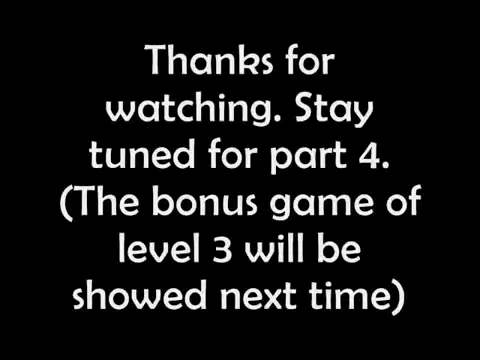 Thanks for
watching. Stay
tuned for part 4.
(The bonus game of
level 3 will be
showed next time)